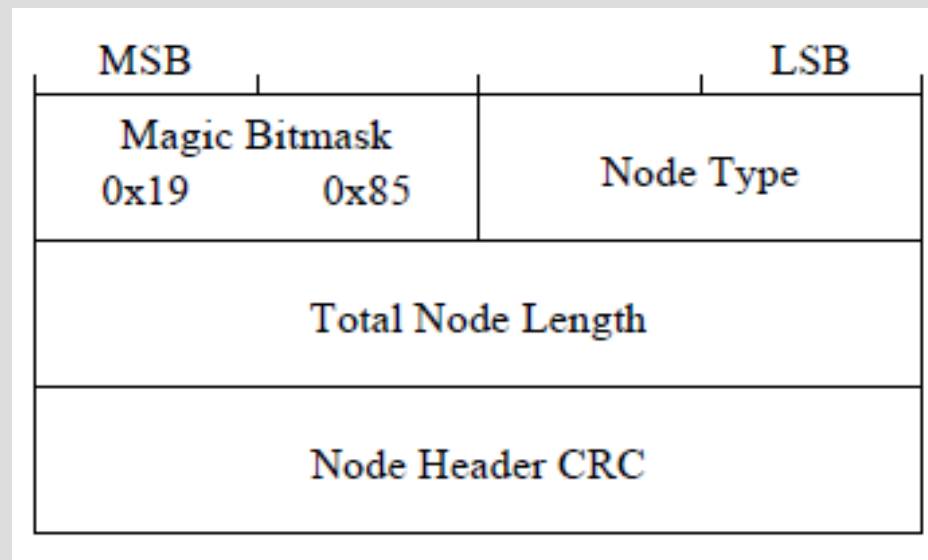 MSB LSB
Magic Bitmask
0x19 0x85
Node Type
Total Node Length
Node Header CRC